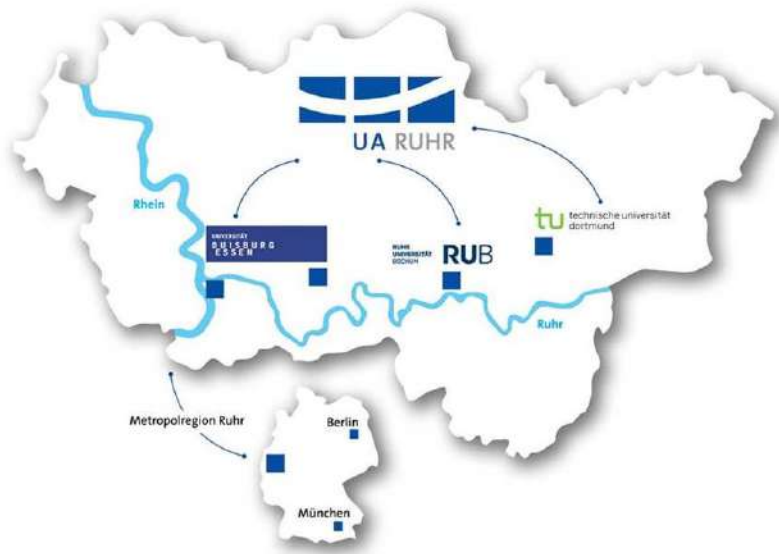 UA RUHR
Rhein
UNIVERSITÄT
DUISBURG
ESSEN
RUHR
UNIVERSITÄT
BOCHUM
RUB
tu technische universität
dortmund
Ruhr
Metropolregion Ruhr
Berlin
München